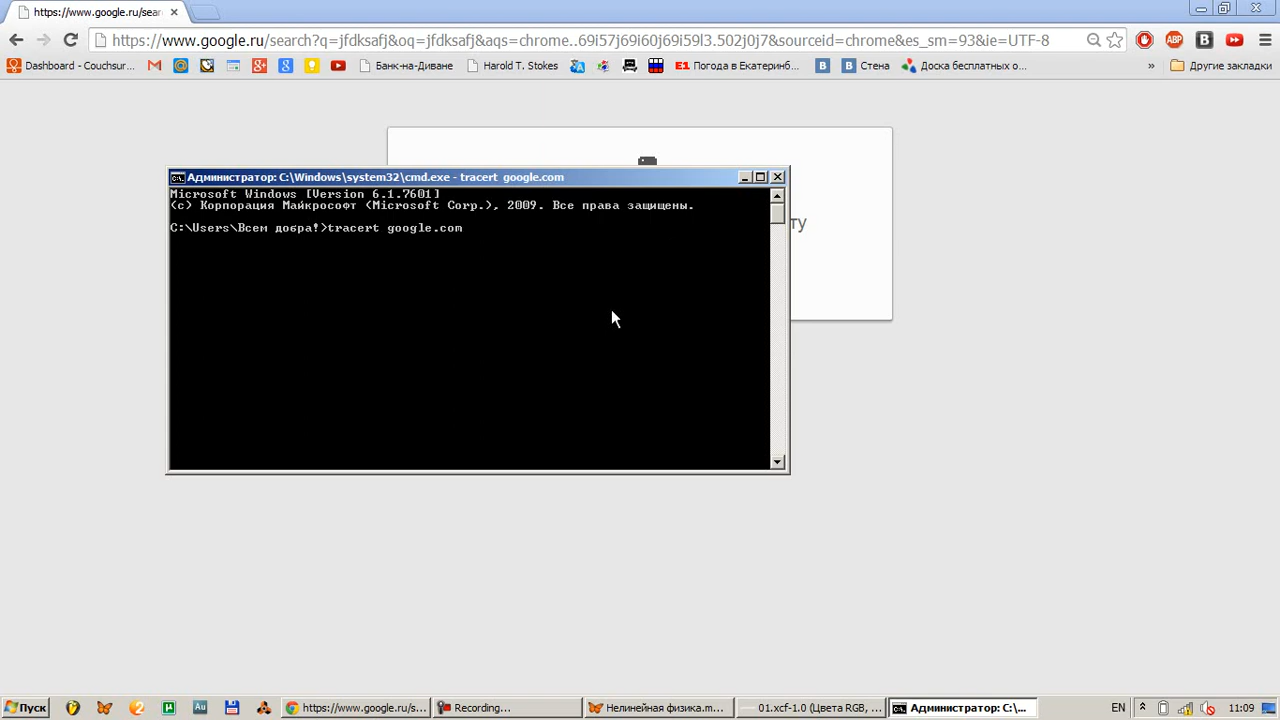 https://www.google.ru/sear
https://www.google.ru/search?q=jfdksafj&oq=jfdksafj&aqs=chrome..69i57j69i60j69i59l3.502j0j7&sourceid=chrome&es_sm=93&ie=UTF-8
Dashboard - Couchsur...
Банк-на-Диване
Harold T. Stokes
Погода в Екатеринб...
Стена
Доска бесплатных о...
»
Другие закладки
ту
Администратор: C:\Windows\system32\cmd.exe - tracert google.com
Microsoft Windows [Version 6.1.7601]
(c) Корпорация Майкрософт (Microsoft Corp.), 2009. Все права защищены.
C:\Users\Всем добра!>tracert google.com
Пуск
https://www.google.ru/s...
Recording...
Нелинейная физика.m...
01.xcf-1.0 (Цвета RGB, ...
Администратор: C:\...
EN
11:09